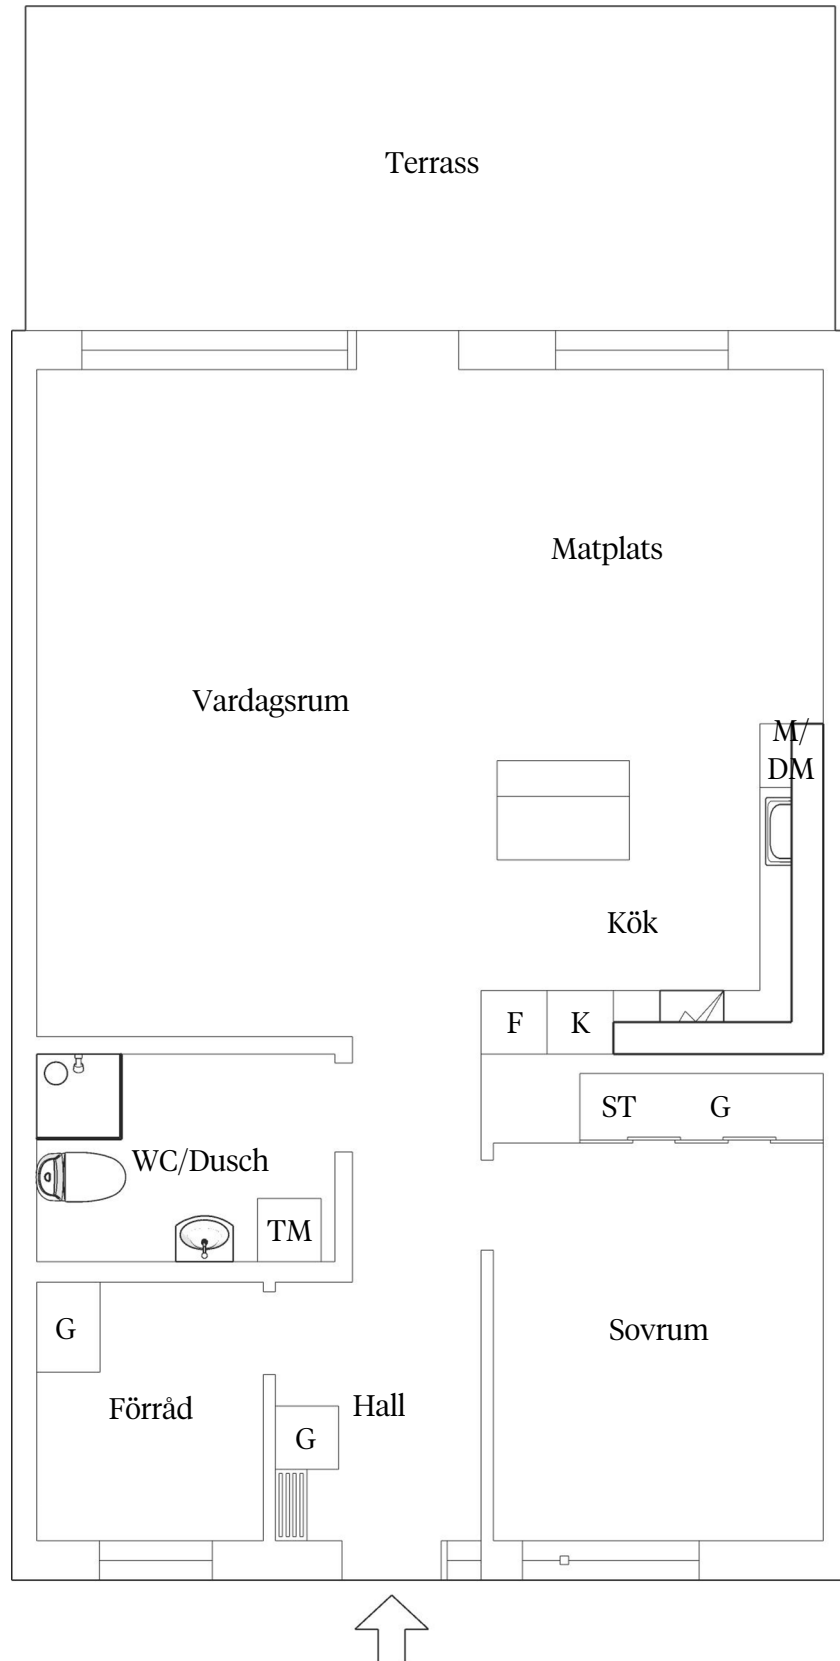 Terrass
Matplats
Vardagsrum
M/
DM
Kök
F
K
ST
G
WC/Dusch
TM
G
Sovrum
Förråd
Hall
G